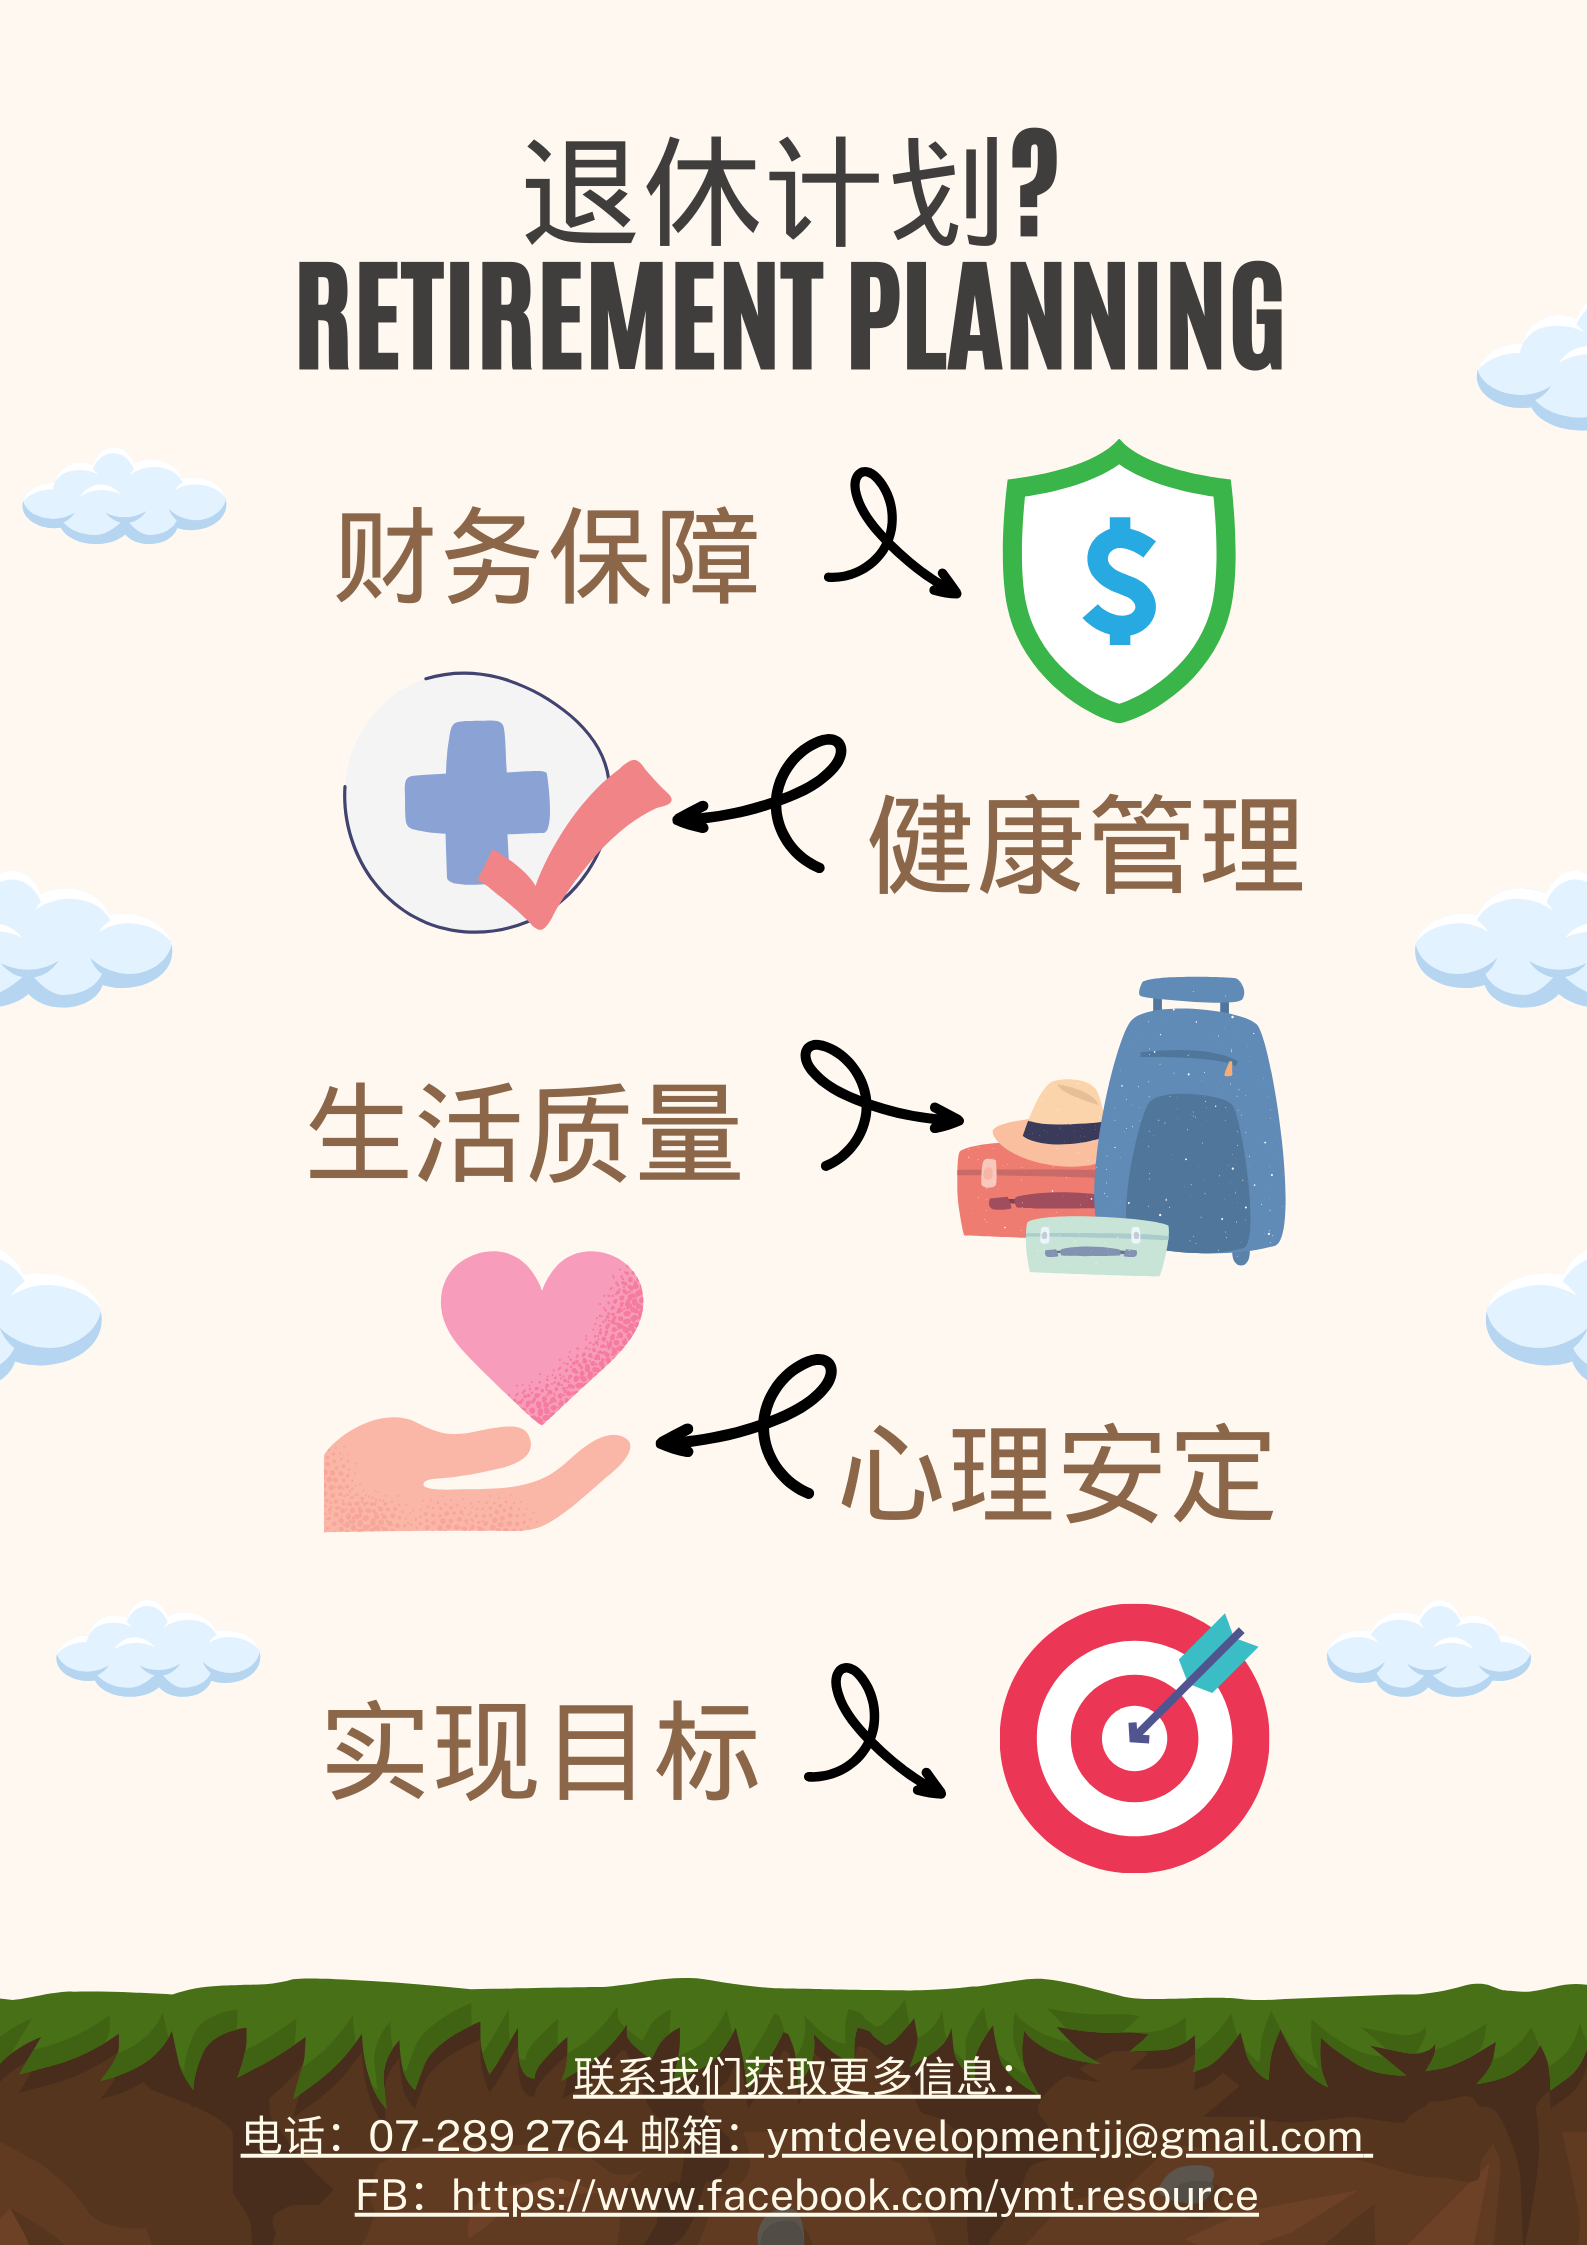 退休计划?
RETIREMENT PLANNING
财务保障
$
健康管理
生活质量
心理安定
实现目标
联系我们获取更多信息：
电话：07-289 2764 邮箱：ymtdevelopmentjj@gmail.com
FB：https://www.facebook.com/ymt.resource